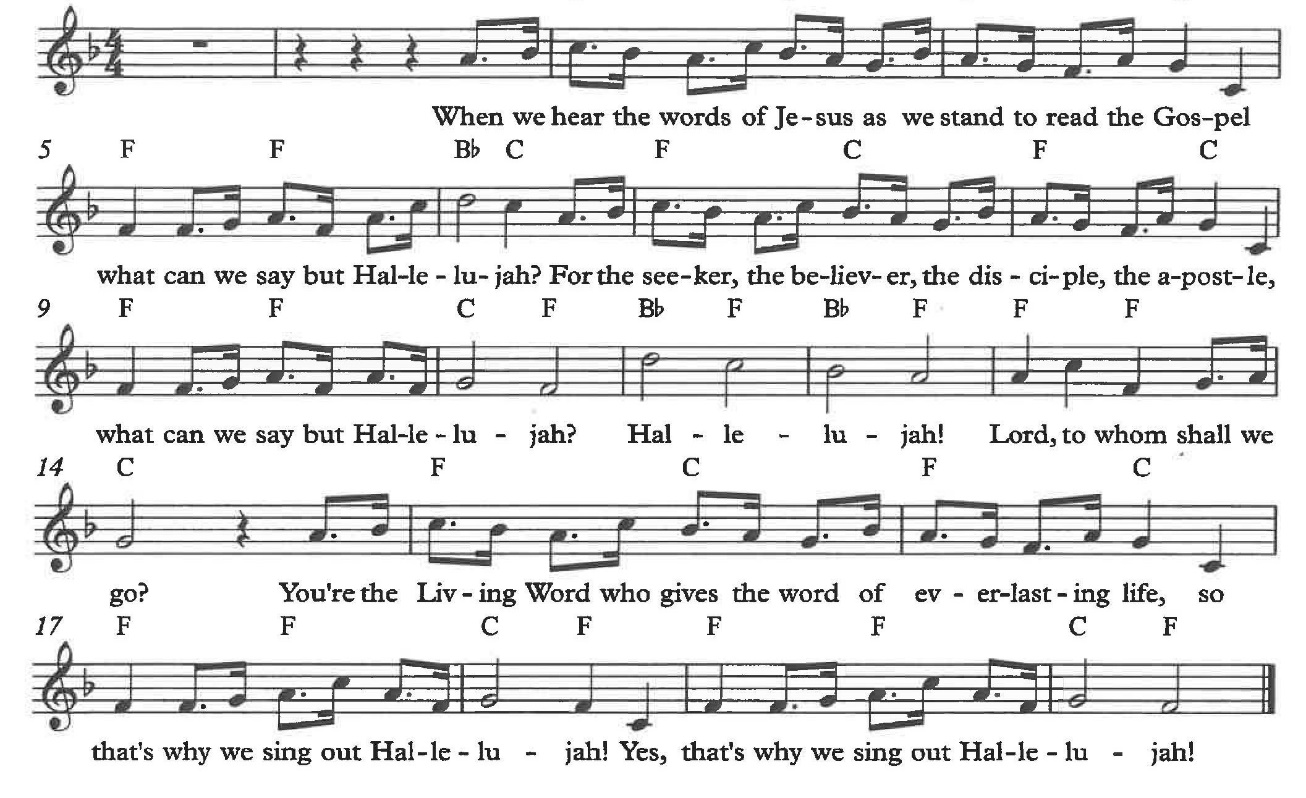 When we hear the words of Je-sus as we stand to read the Gos-pel
5 F F B♭ C F C F C
what can we say but Hal-le - lu- jah? For the see-ker, the be-liev- er, the dis - ci-ple, the a-post-le,
9 F F C F B♭ F B♭ F F F
what can we say but Hal-le - lu - jah? Hal - le - lu - jah! Lord, to whom shall we
14 C F C F C
go? You're the Liv - ing Word who gives the word of ev - er-last - ing life, so
17 F F C F F F C F
that's why we sing out Hal-le - lu - jah! Yes, that's why we sing out Hal-le - lu - jah!